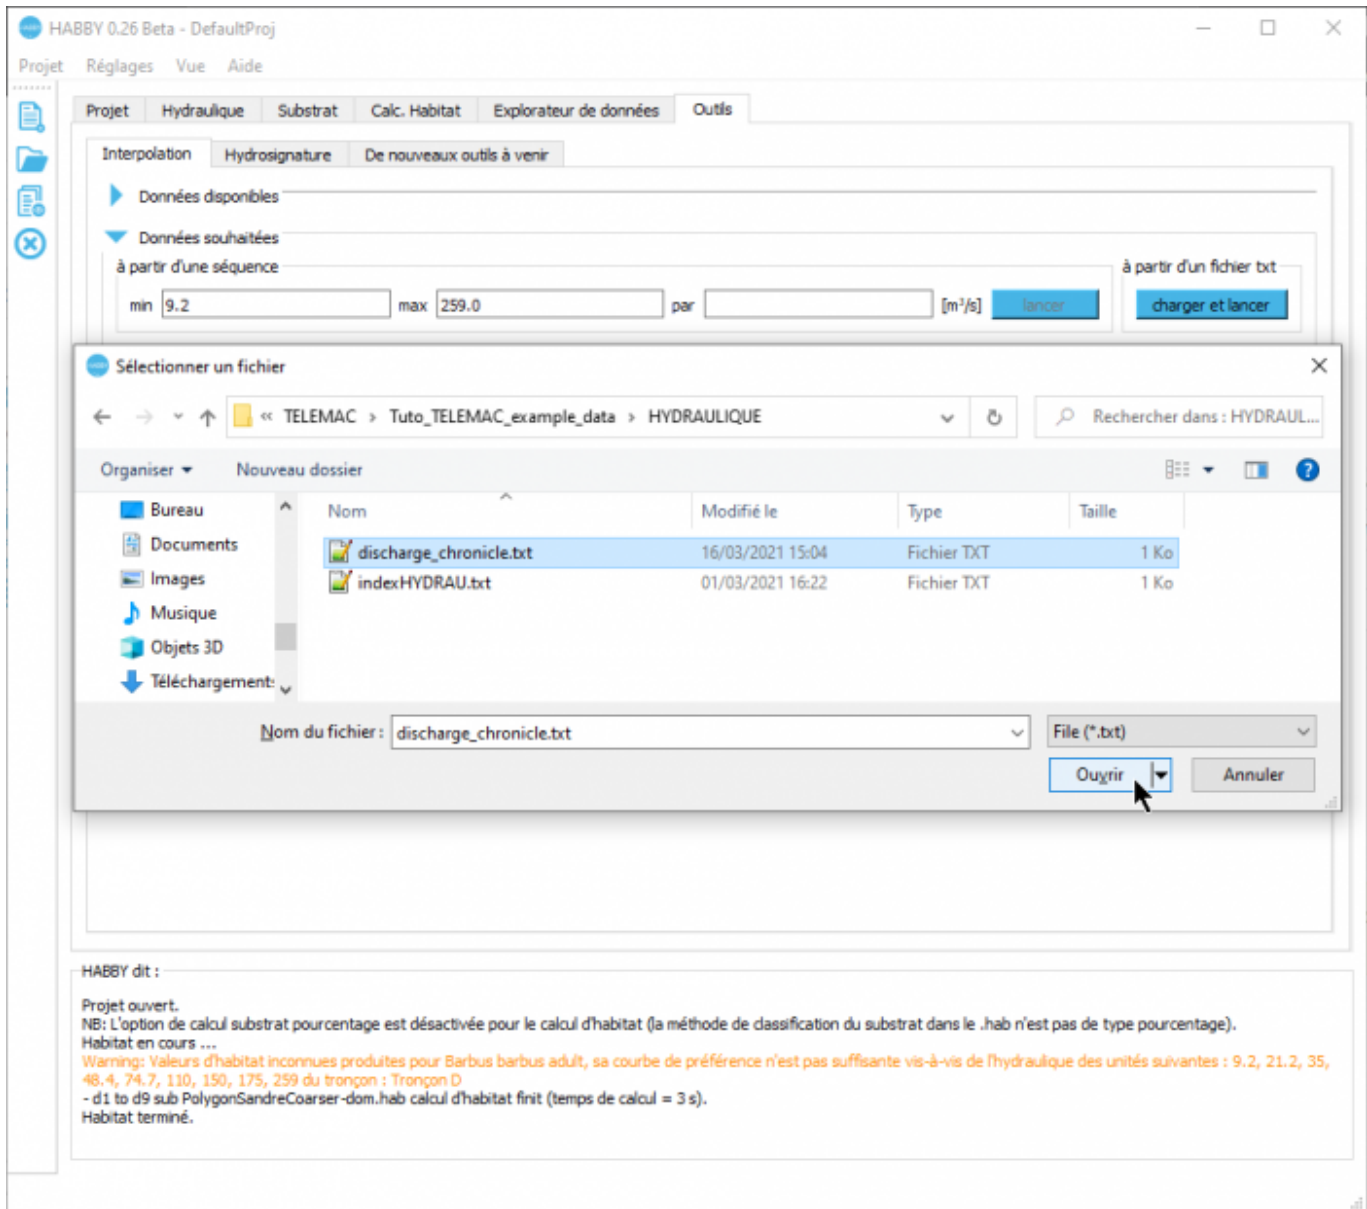 HABBY 0.26 Beta - DefaultProj
Projet Réglages Vue Aide
Projet Hydraulique Substrat Calc. Habitat Explorateur de données Outils
Interpolation Hydrosignature De nouveaux outils à venir
Données disponibles
Données souhaitées
à partir d'une séquence à partir d'un fichier txt
min 9.2 max 259.0 par [m³/s] lancer charger et lancer
Sélectionner un fichier
« TELEMAC > Tuto_TELEMAC_example_data > HYDRAULIQUE Rechercher dans : HYDRAUL...
Organiser Nouveau dossier
Bureau Nom Modifié le Type Taille
Documents discharge_chronicle.txt 16/03/2021 15:04 Fichier TXT 1 Ko
Images indexHYDRAU.txt 01/03/2021 16:22 Fichier TXT 1 Ko
Musique
Objets 3D
Téléchargement
Nom du fichier : discharge_chronicle.txt File (*.txt)
Ouvrir Annuler
HABBY dit :
Projet ouvert.
NB: L'option de calcul substrat pourcentage est désactivée pour le calcul d'habitat (la méthode de classification du substrat dans le .hab n'est pas de type pourcentage).
Habitat en cours ...
Warning: Valeurs d'habitat inconnues produites pour Barbus barbus adult, sa courbe de préférence n'est pas suffisante vis-à-vis de l'hydraulique des unités suivantes : 9.2, 21.2, 35,
48.4, 74.7, 110, 150, 175, 259 du tronçon : Tronçon D
- d1 to d9 sub PolygonSandreCoarser-dom.hab calcul d'habitat finit (temps de calcul = 3 s).
Habitat terminé.